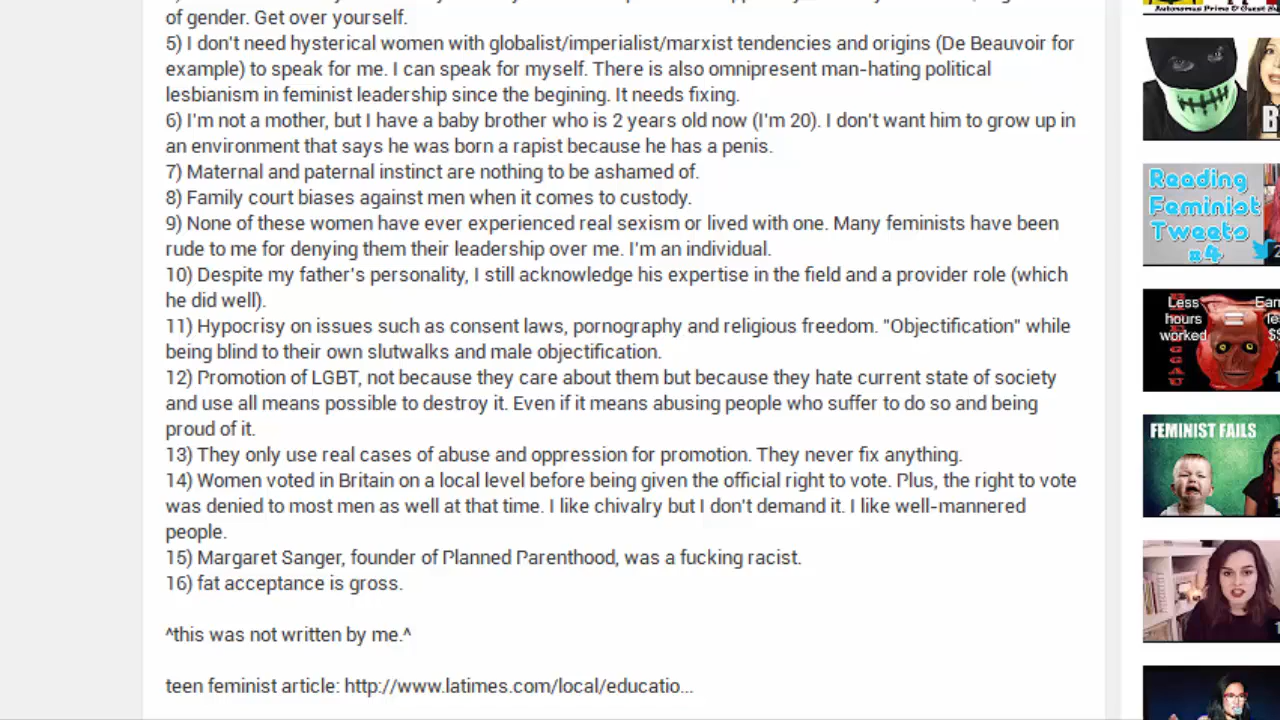 of gender. Get over yourself.
5) I don't need hysterical women with globalist/imperialist/marxist tendencies and origins (De Beauvoir for
example) to speak for me. I can speak for myself. There is also omnipresent man-hating political
lesbianism in feminist leadership since the begining. It needs fixing.
6) I'm not a mother, but I have a baby brother who is 2 years old now (I'm 20). I don't want him to grow up in
an environment that says he was born a rapist because he has a penis.
7) Maternal and paternal instinct are nothing to be ashamed of.
8) Family court biases against men when it comes to custody.
9) None of these women have ever experienced real sexism or lived with one. Many feminists have been
rude to me for denying them their leadership over me. I'm an individual.
10) Despite my father's personality, I still acknowledge his expertise in the field and a provider role (which
he did well).
11) Hypocrisy on issues such as consent laws, pornography and religious freedom. "Objectification" while
being blind to their own slutwalks and male objectification.
12) Promotion of LGBT, not because they care about them but because they hate current state of society
and use all means possible to destroy it. Even if it means abusing people who suffer to do so and being
proud of it.
13) They only use real cases of abuse and oppression for promotion. They never fix anything.
14) Women voted in Britain on a local level before being given the official right to vote. Plus, the right to vote
was denied to most men as well at that time. I like chivalry but I don't demand it. I like well-mannered
people.
15) Margaret Sanger, founder of Planned Parenthood, was a fucking racist.
16) fat acceptance is gross.
^this was not written by me.^
teen feminist article: http://www.latimes.com/local/educatio...
Autonomus Prime & Guest
Reading
Feminist
Tweets
#4
Less
hours
worked
=
FEMINIST FAILS